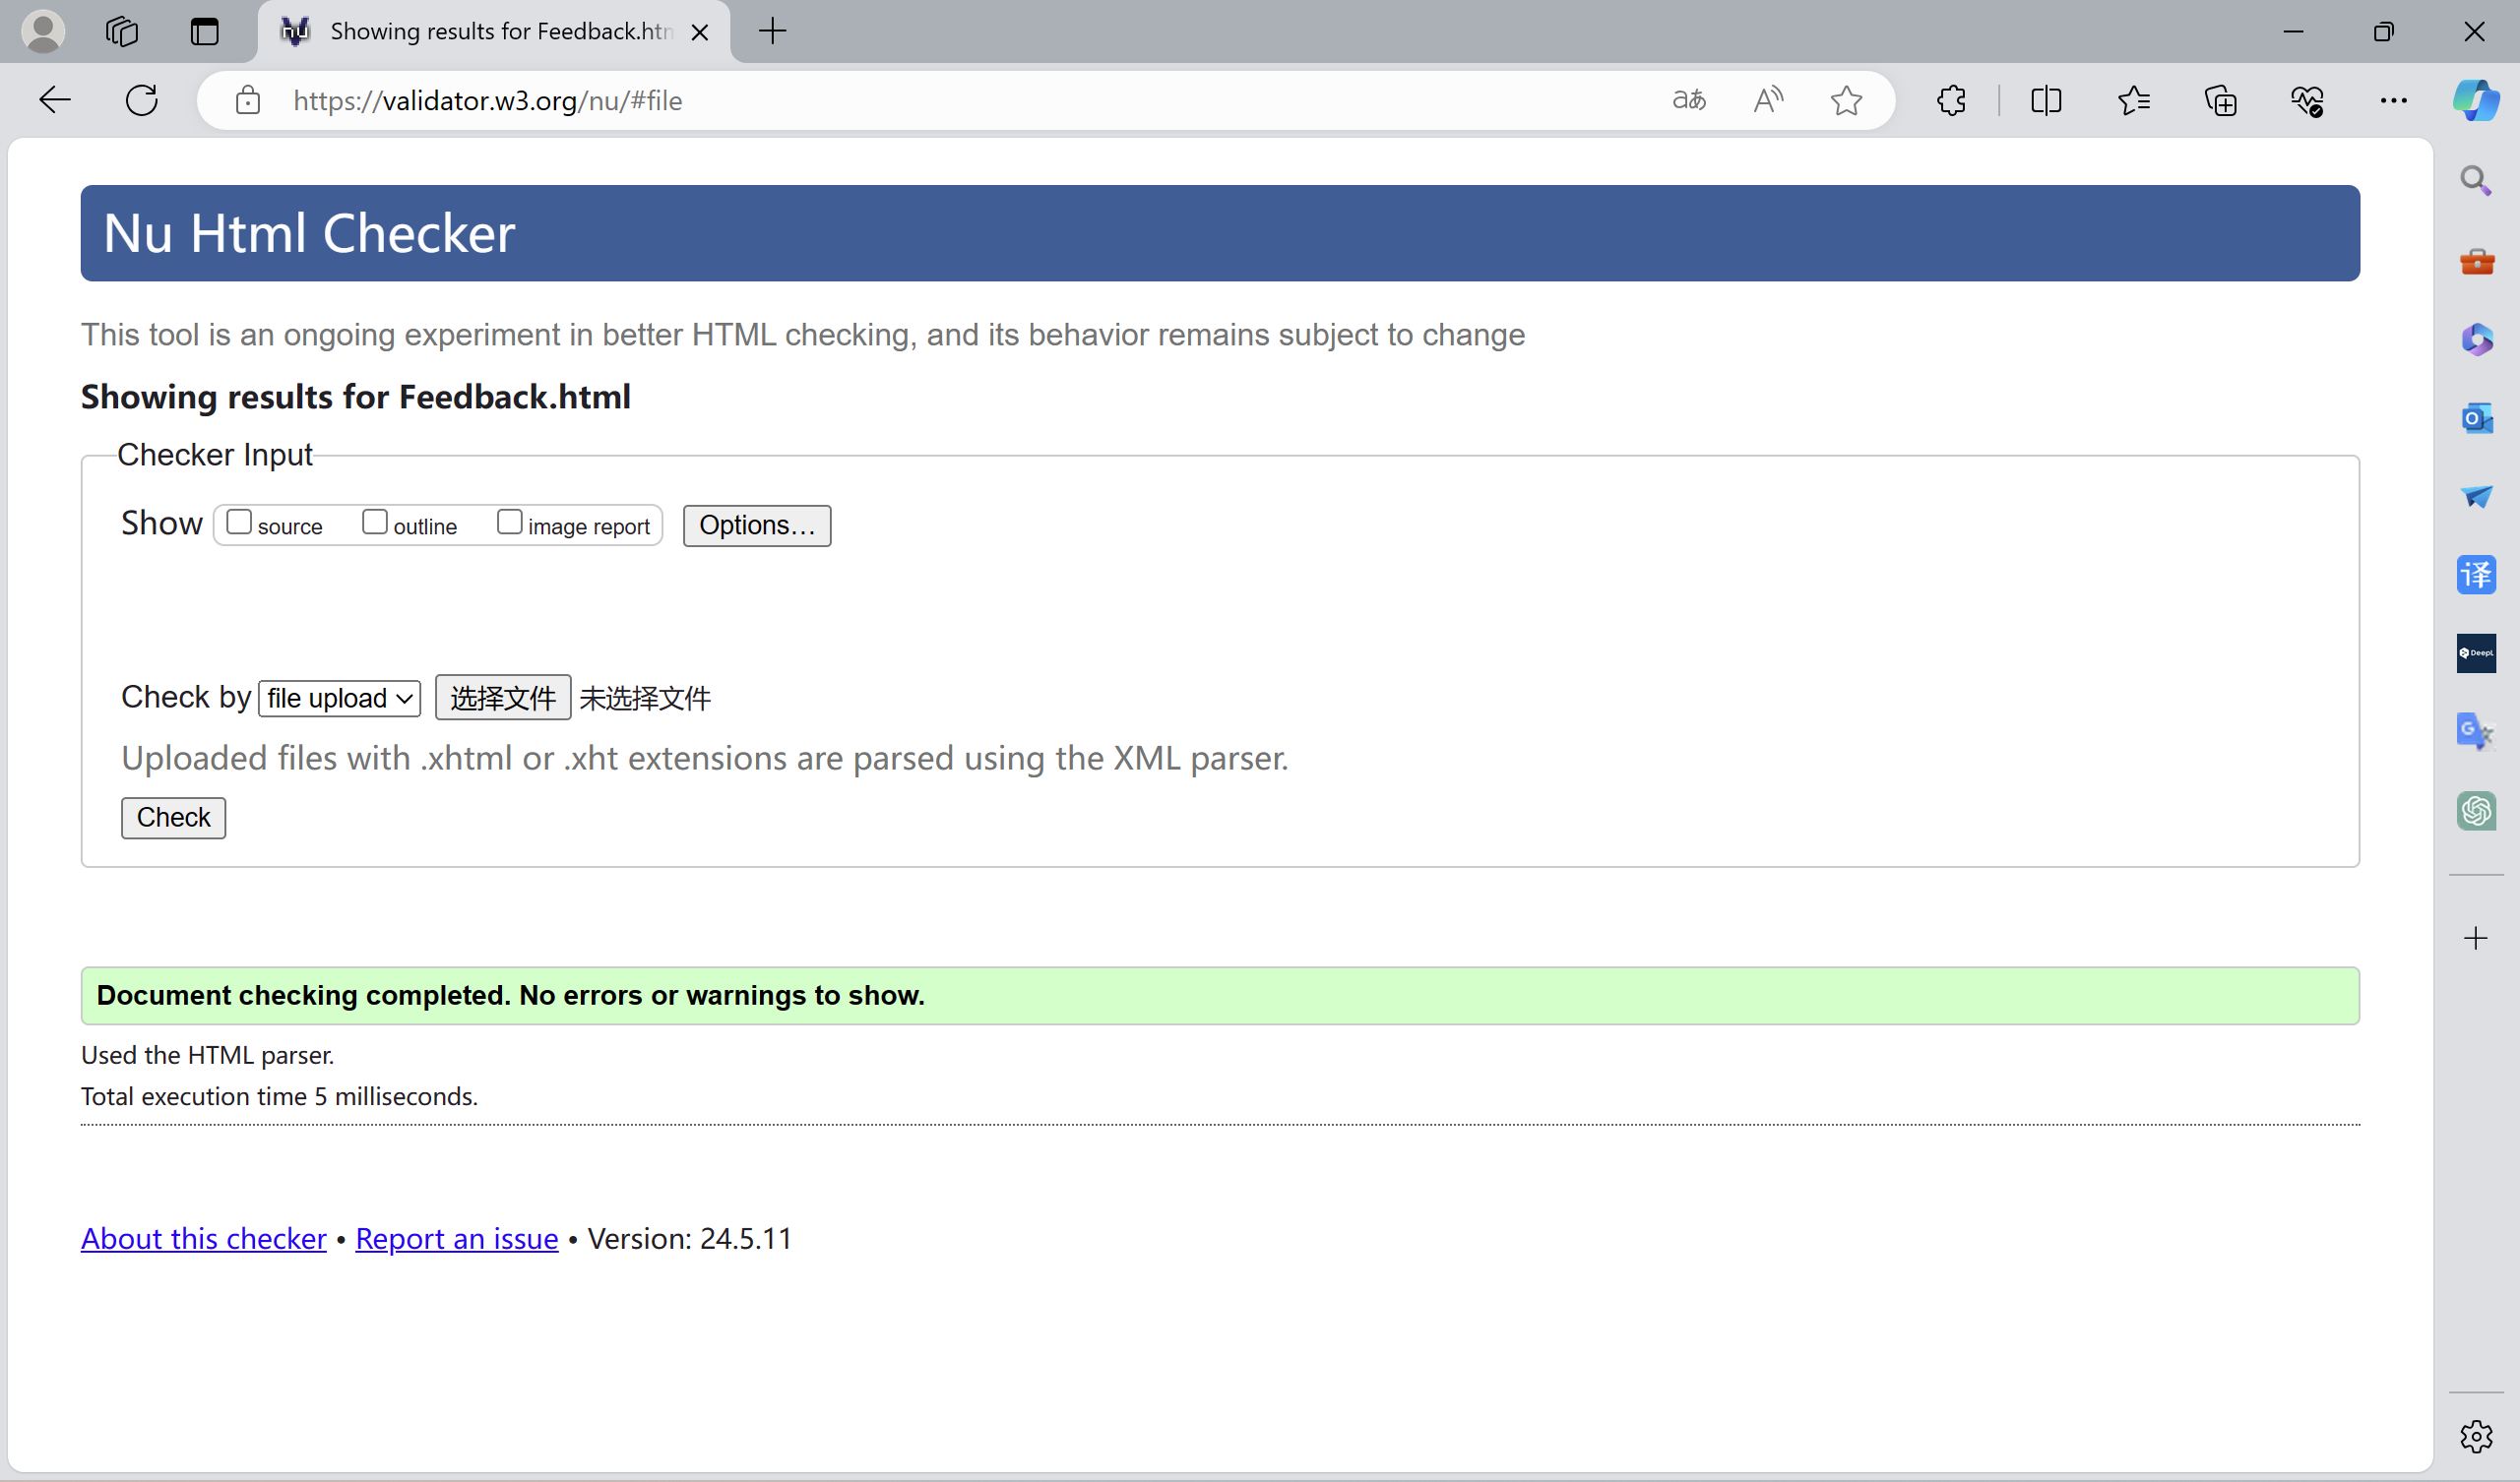 Showing results for Feedback.htm
https://validator.w3.org/nu/#file
Nu Html Checker
This tool is an ongoing experiment in better HTML checking, and its behavior remains subject to change
Showing results for Feedback.html
Checker Input
Show source outline image report Options...
Check by file upload 选择文件 未选择文件
Uploaded files with .xhtml or .xht extensions are parsed using the XML parser.
Check
Document checking completed. No errors or warnings to show.
Used the HTML parser.
Total execution time 5 milliseconds.
About this checker • Report an issue • Version: 24.5.11
译
DeepL